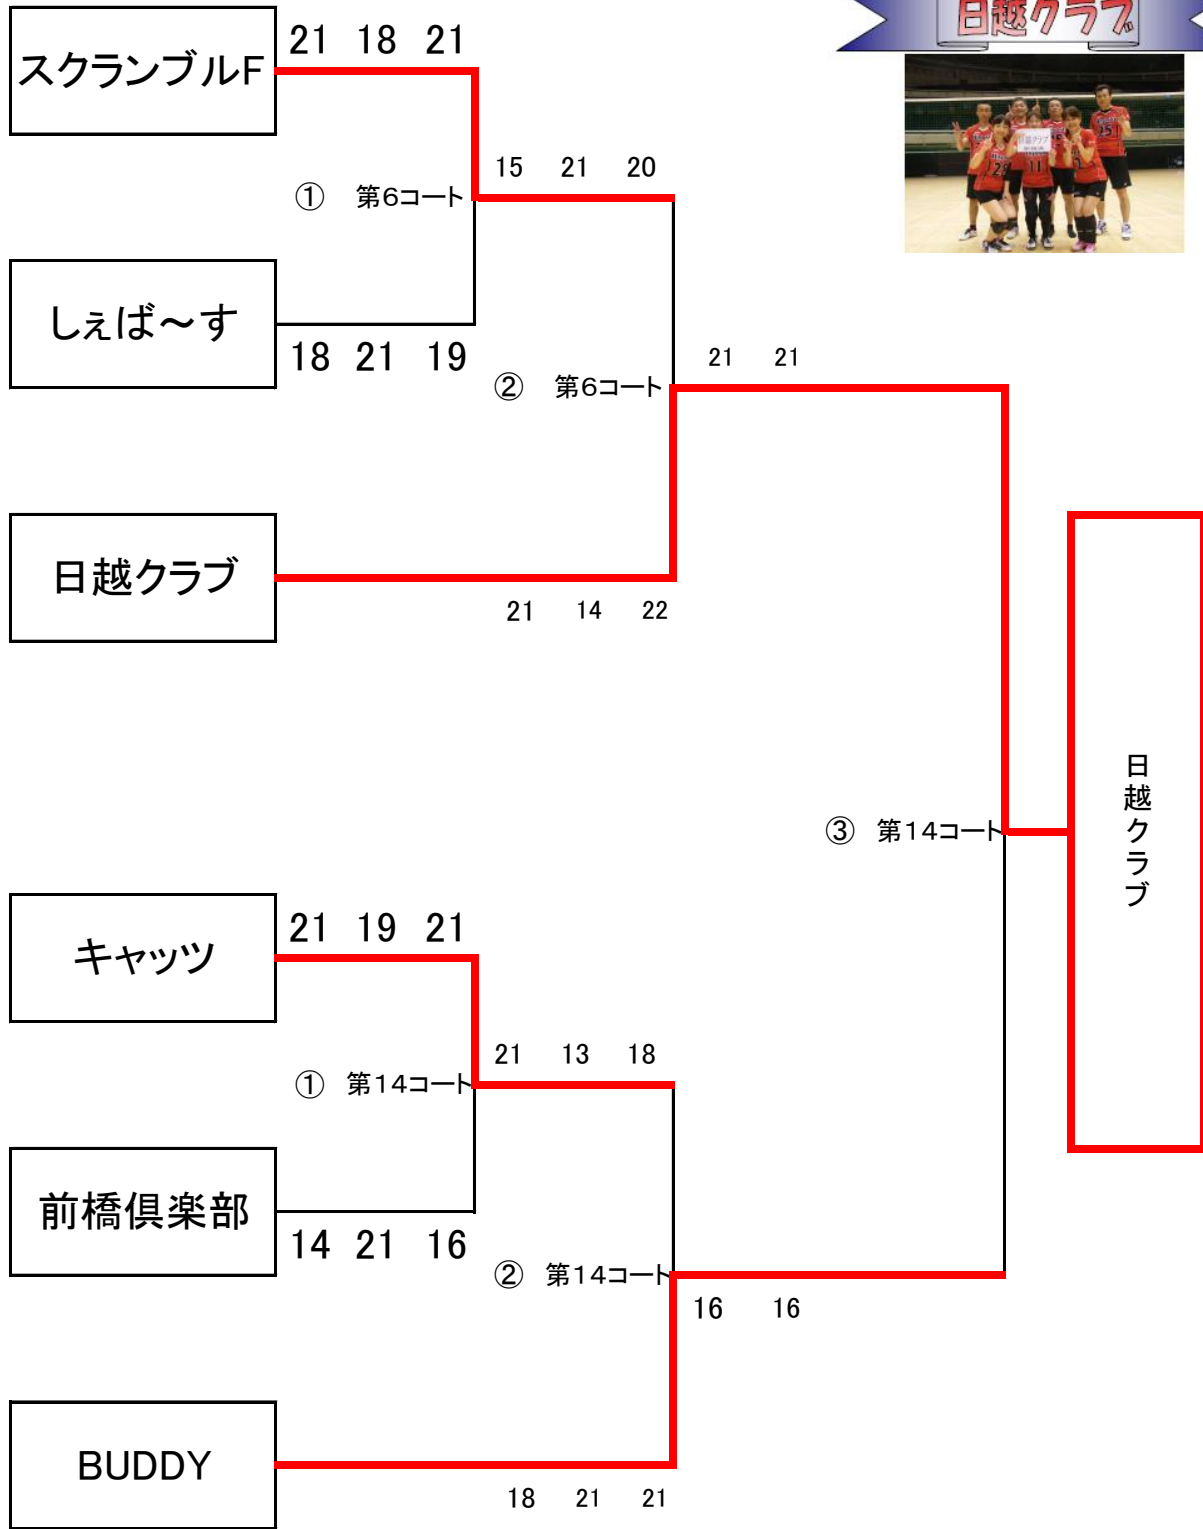 日越クラブ
スクランブルF
21 18 21
① 第6コート
15 21 20
しぇば～す
18 21 19
② 第6コート
21 21
日越クラブ
21 14 22
日越クラブ
③ 第14コート
キャッツ
21 19 21
① 第14コート
21 13 18
前橋倶楽部
14 21 16
② 第14コート
16 16
BUDDY
18 21 21